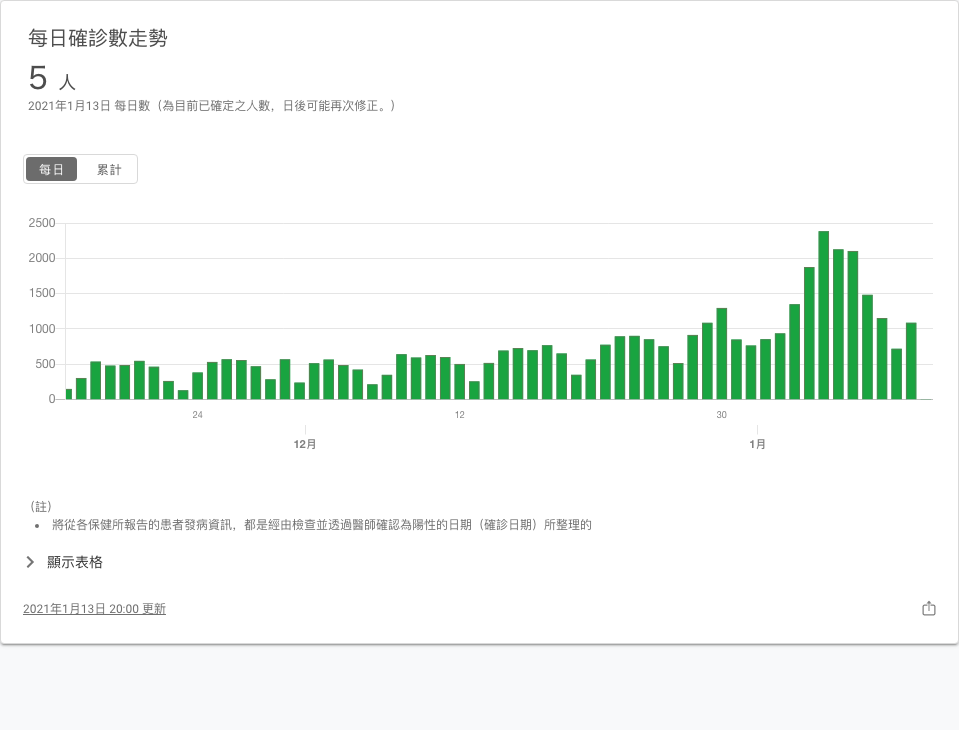 每日確診數走勢
5 人
2021年1月13日 每日數（為目前已確定之人數，日後可能再次修正。）
每日 累計
2500
2000
1500
1000
500
0
24 12 30
12月 1月
（註）
• 將從各保健所報告的患者發病資訊，都是經由檢查並透過醫師確認為陽性的日期（確診日期）所整理的
顯示表格
2021年1月13日 20:00 更新